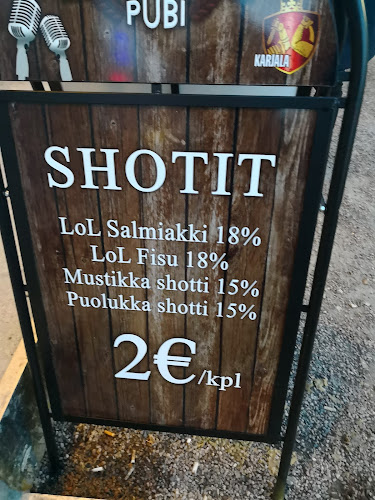 PUBI
KARJALA
SHOTIT
LoL Salmiakki 18%
LoL Fisu 18%
Mustikka shotti 15%
Puolukka shotti 15%
2€/kpl